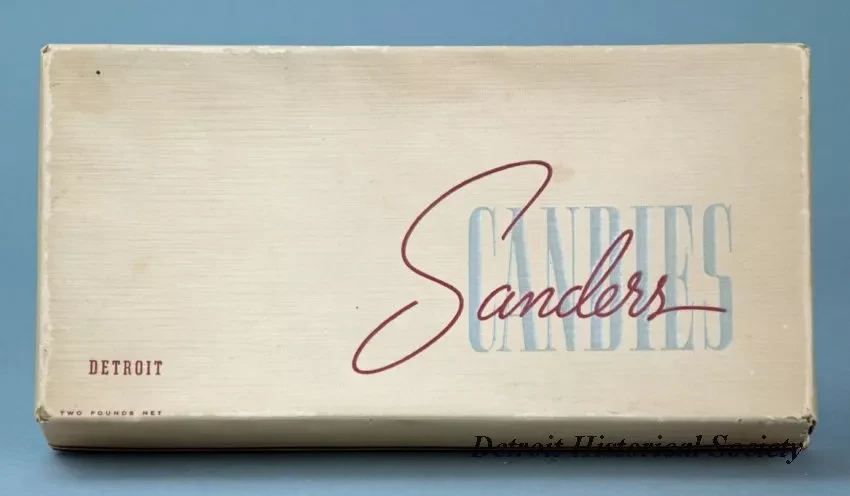 CANDIES
Sanders
DETROIT
TWO POUNDS NET
Detroit Historical Society